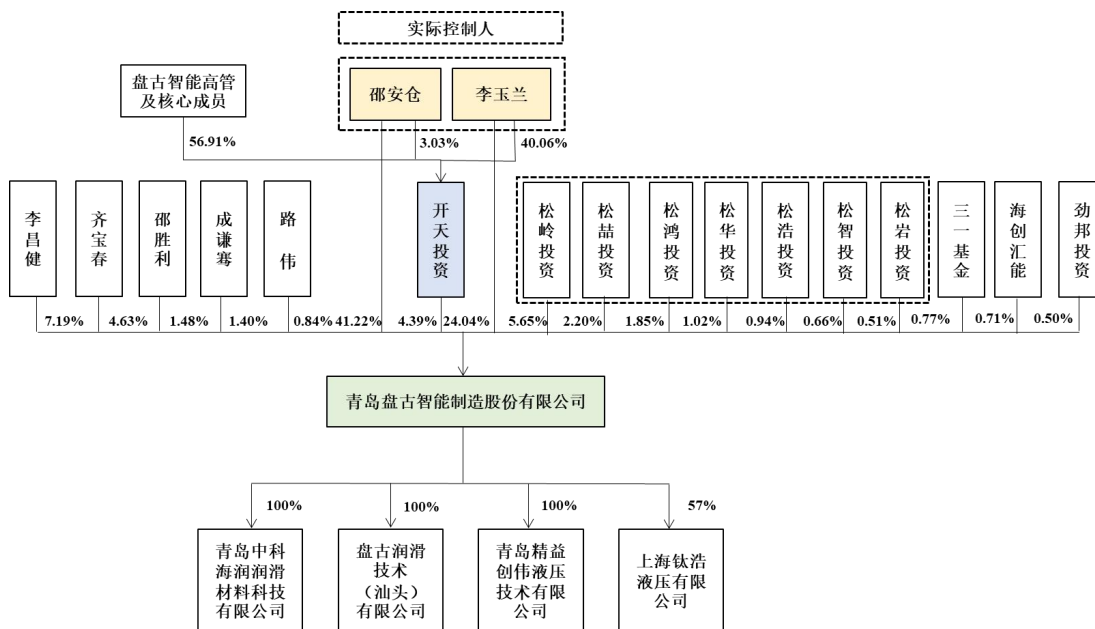 实际控制人
盘古智能高管
及核心成员
邵安仓
李玉兰
56.91%
3.03%
40.06%
李昌健
齐宝春
邵胜利
成谦骞
路 伟
开天投资
松岭投资
松喆投资
松鸿投资
松华投资
松浩投资
松智投资
松岩投资
三一基金
海创汇能
劲邦投资
7.19%
4.63%
1.48%
1.40%
0.84%
41.22%
4.39%
24.04%
5.65%
2.20%
1.85%
1.02%
0.94%
0.66%
0.51%
0.77%
0.71%
0.50%
青岛盘古智能制造股份有限公司
100%
100%
100%
57%
青岛中科
海润润滑
材料科技
有限公司
盘古润滑
技术
（汕头）
有限公司
青岛精益
创伟液压
技术有限
公司
上海钛浩
液压有限
公司